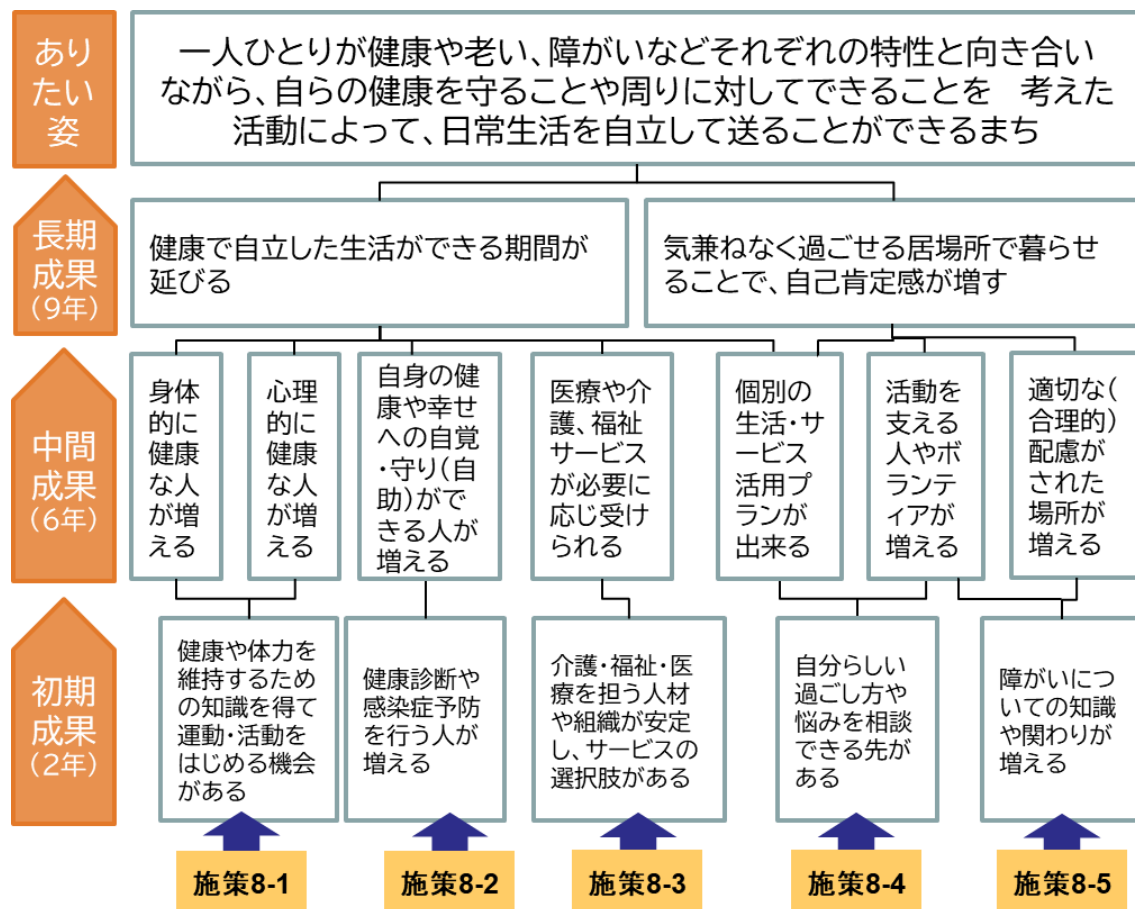 あり
たい
姿
一人ひとりが健康や老い、障がいなどそれぞれの特性と向き合い
ながら、自らの健康を守ることや周りに対してできることを　考えた
活動によって、日常生活を自立して送ることができるまち
長期
成果
(9年)
健康で自立した生活ができる期間が
延びる
気兼ねなく過ごせる居場所で暮らせ
ることで、自己肯定感が増す
中間
成果
(6年)
身体
的に
健康
な人
が増
える
心理
的に
健康
な人
が増
える
自身の健
康や幸せ
への自覚
・守り(自
助)がで
きる人が
増える
医療や介
護、福祉
サービス
が必要に
応じ受け
られる
個別の
生活・サ
ービス
活用プ
ランが
出来る
活動を
支える
人やボ
ランテ
ィアが
増える
適切な(
合理的)
配慮が
された
場所が
増える
初期
成果
(2年)
健康や体力を
維持するため
の知識を得て
運動・活動を
はじめる機会
がある
健康診断や
感染症予防
を行う人が
増える
介護・福祉・医
療を担う人材
や組織が安定
し、サービスの
選択肢がある
自分らしい
過ごし方や
悩みを相談
できる先が
ある
障がいにつ
いての知識
や関わりが
増える
施策8-1
施策8-2
施策8-3
施策8-4
施策8-5